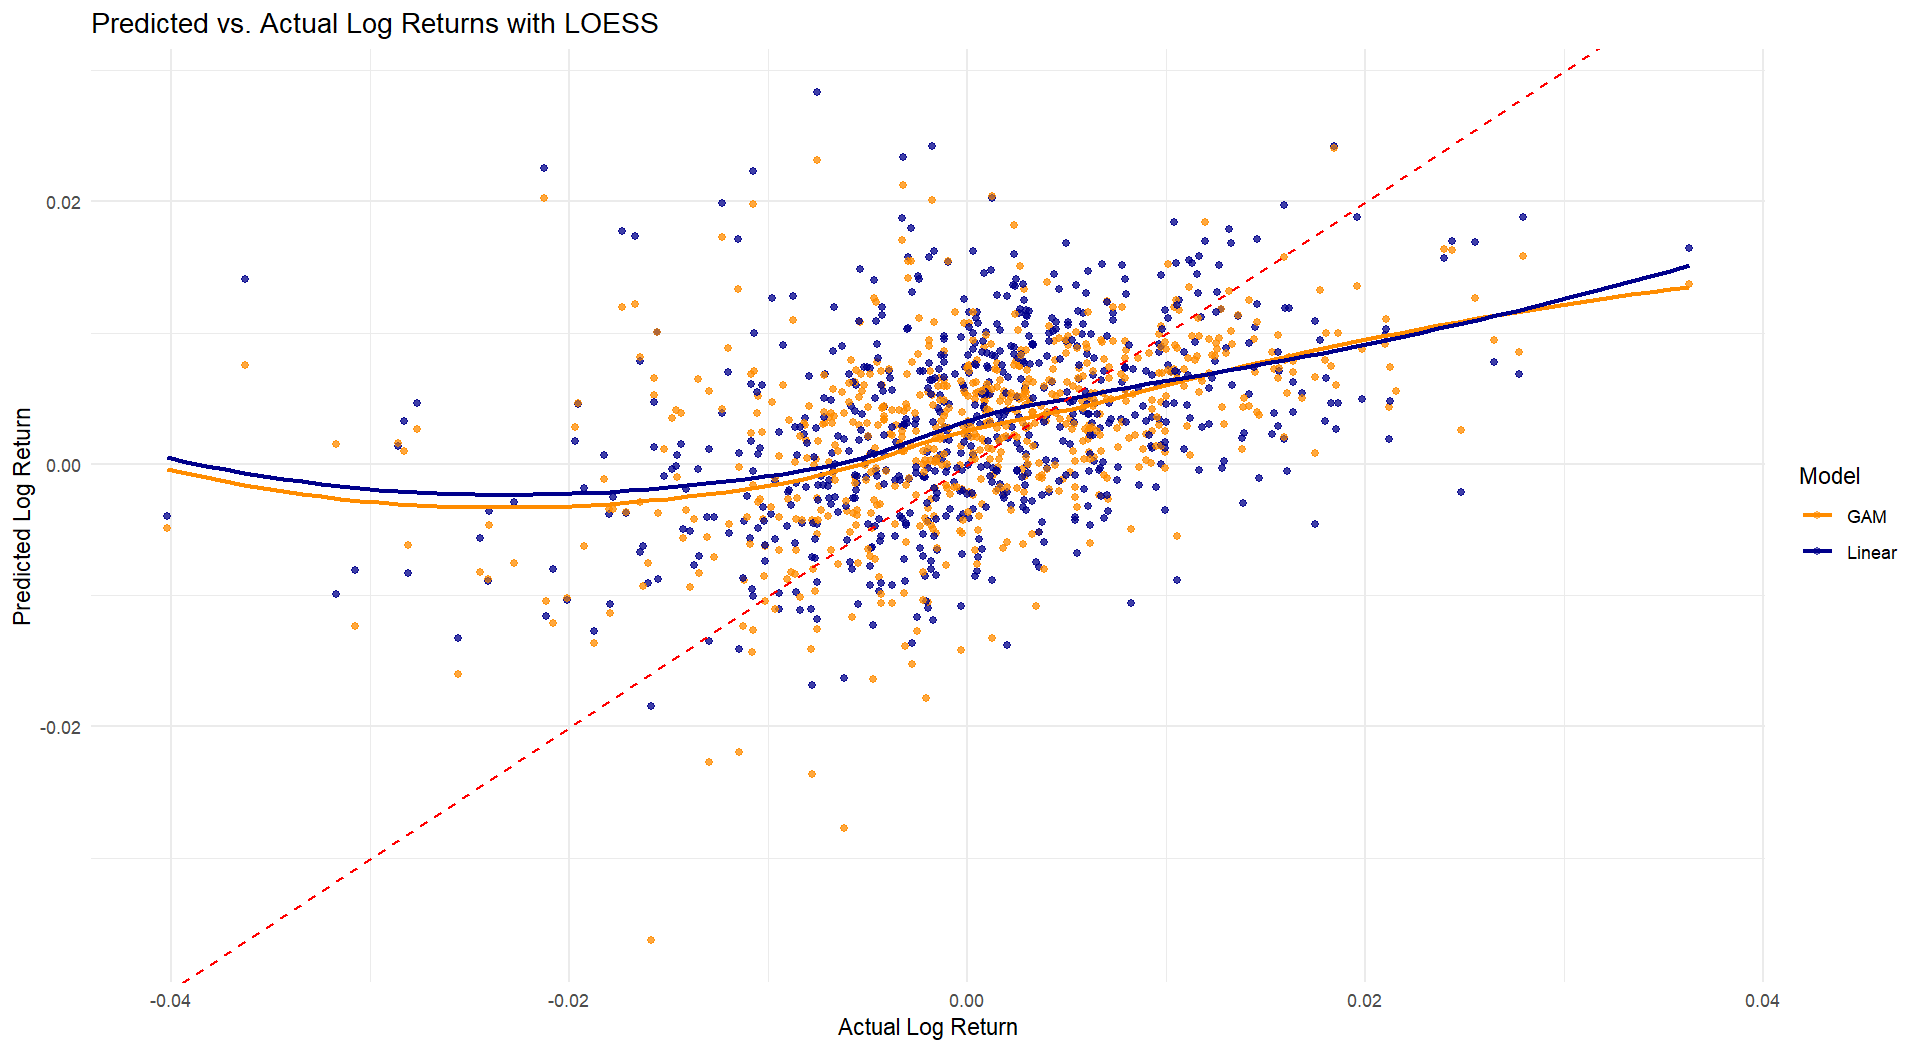 Predicted vs. Actual Log Returns with LOESS
Predicted Log Return
0.02
0.00
-0.02
-0.04
-0.02
0.00
0.02
0.04
Actual Log Return
Model
GAM
Linear